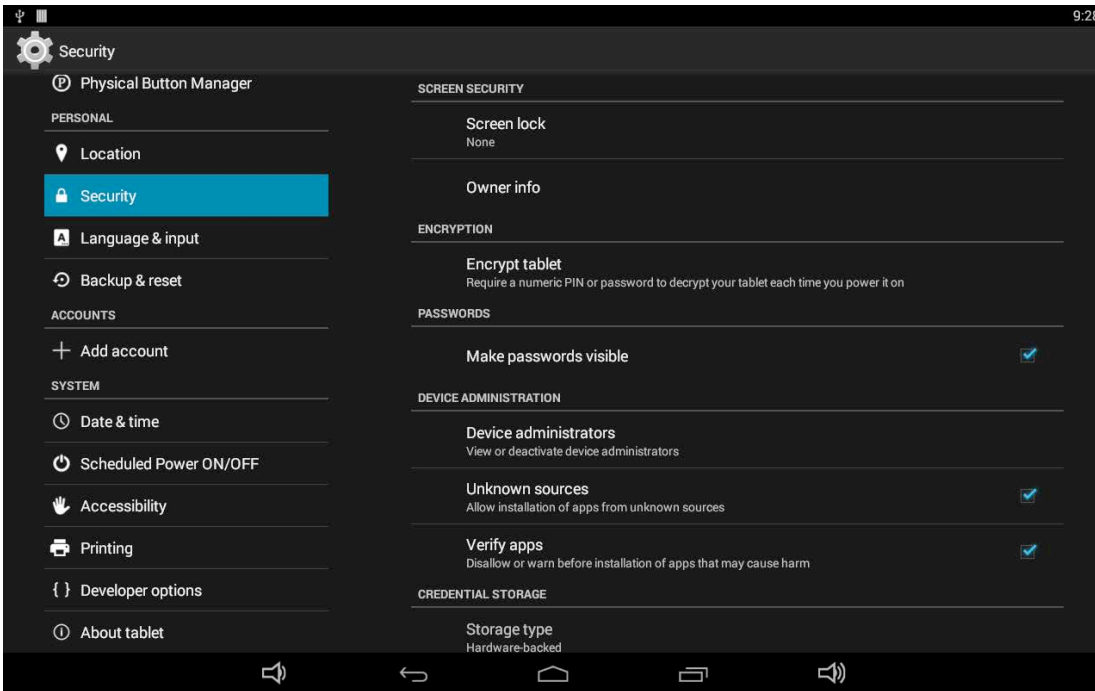 9:28
Security
Physical Button Manager
PERSONAL
Location
Security
Language & input
Backup & reset
ACCOUNTS
Add account
SYSTEM
Date & time
Scheduled Power ON/OFF
Accessibility
Printing
Developer options
About tablet
SCREEN SECURITY
Screen lock
None
Owner info
ENCRYPTION
Encrypt tablet
Require a numeric PIN or password to decrypt your tablet each time you power it on
PASSWORDS
Make passwords visible
DEVICE ADMINISTRATION
Device administrators
View or deactivate device administrators
Unknown sources
Allow installation of apps from unknown sources
Verify apps
Disallow or warn before installation of apps that may cause harm
CREDENTIAL STORAGE
Storage type
Hardware-backed